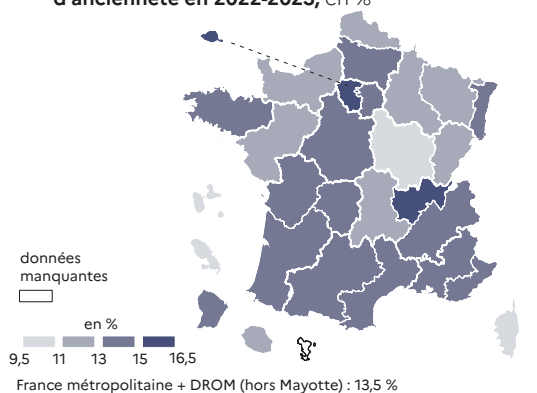 d'ancienneté en 2022-2023, en %
données
manquantes
en %
9,5 11 13 15 16,5
France métropolitaine + DROM (hors Mayotte) : 13,5 %